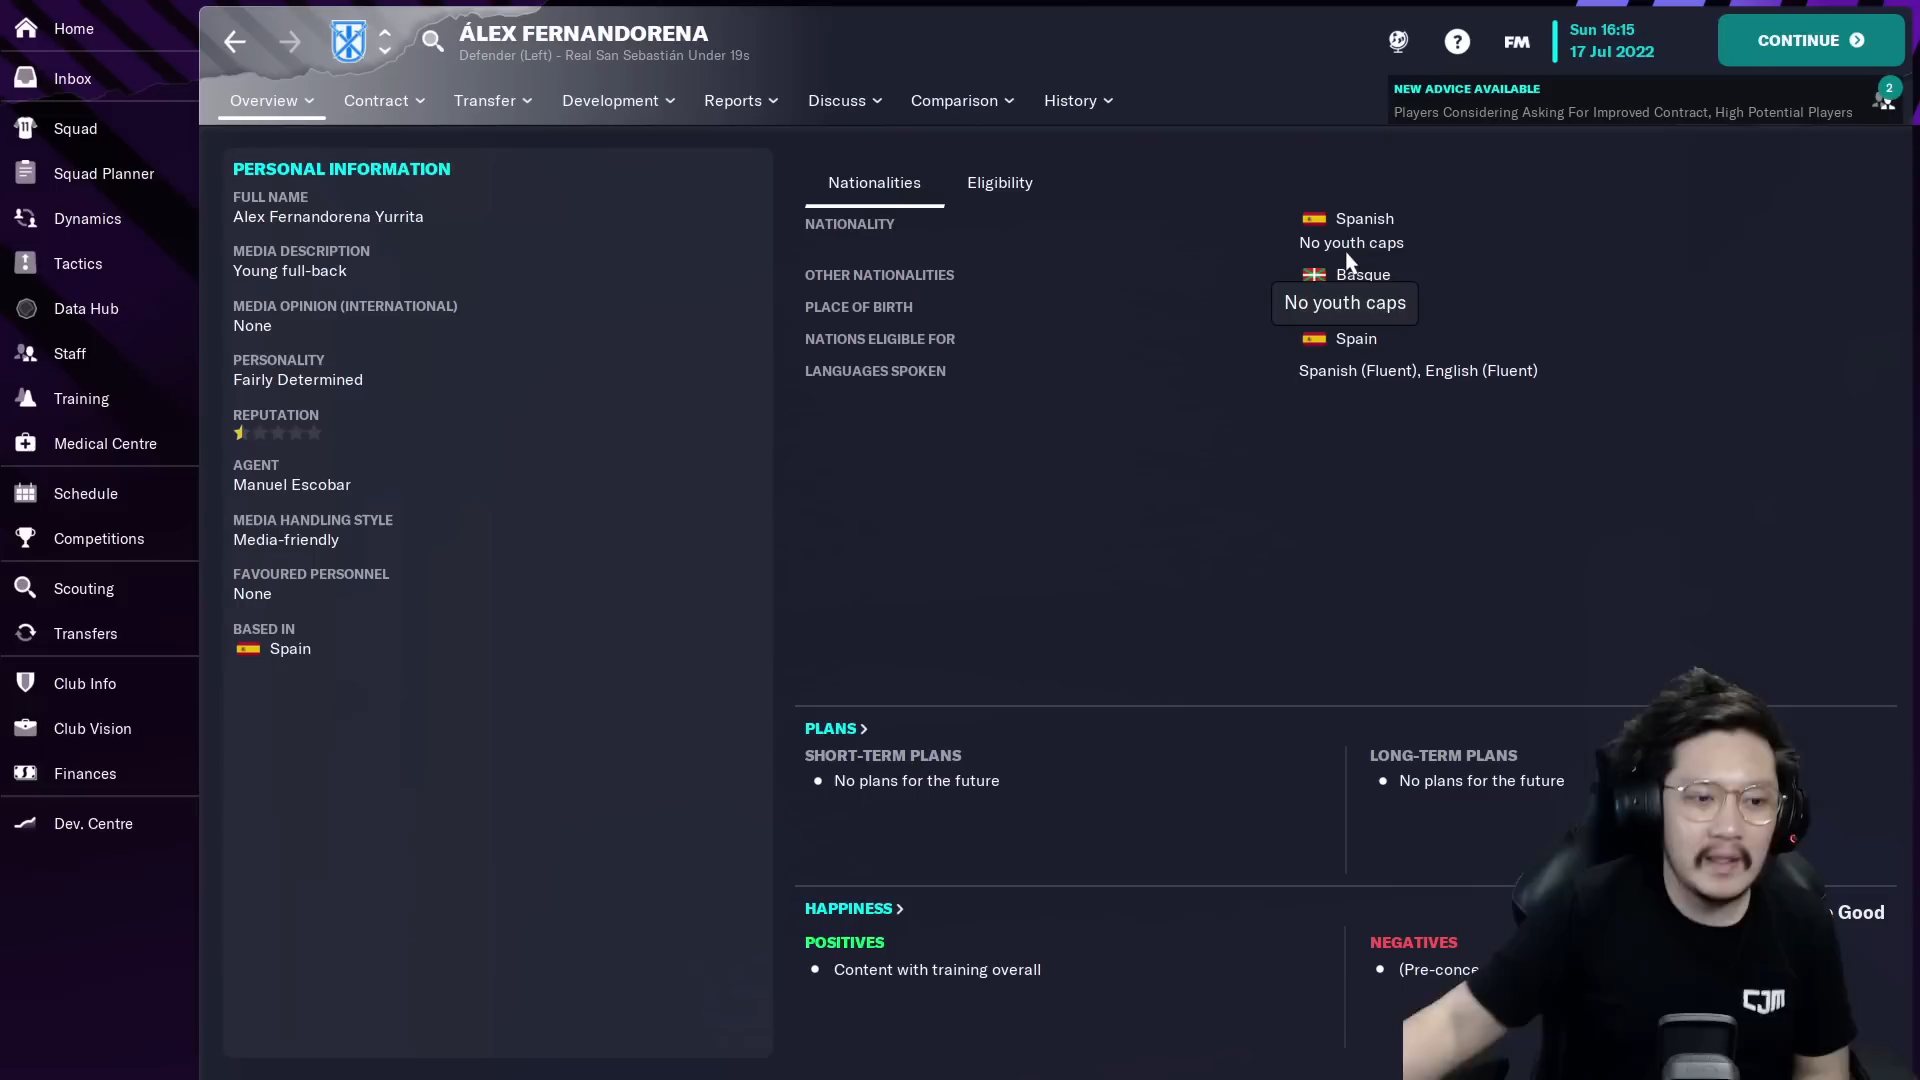 Home
Inbox
Squad
Squad Planner
Dynamics
Tactics
Data Hub
Staff
Training
Medical Centre
Schedule
Competitions
Scouting
Transfers
Club Info
Club Vision
Finances
Dev. Centre
ÁLEX FERNANDORENA
Defender (Left) - Real San Sebastián Under 19s
FM
Sun 16:15
17 Jul 2022
CONTINUE
Overview
Contract
Transfer
Development
Reports
Discuss
Comparison
History
NEW ADVICE AVAILABLE
2
Players Considering Asking For Improved Contract, High Potential Players
PERSONAL INFORMATION
FULL NAME
Alex Fernandorena Yurrita
MEDIA DESCRIPTION
Young full-back
MEDIA OPINION (INTERNATIONAL)
None
PERSONALITY
Fairly Determined
REPUTATION
AGENT
Manuel Escobar
MEDIA HANDLING STYLE
Media-friendly
FAVOURED PERSONNEL
None
BASED IN
Spain
Nationalities
Eligibility
NATIONALITY
Spanish
No youth caps
OTHER NATIONALITIES
Basque
No youth caps
PLACE OF BIRTH
NATIONS ELIGIBLE FOR
Spain
LANGUAGES SPOKEN
Spanish (Fluent), English (Fluent)
PLANS
SHORT-TERM PLANS
No plans for the future
LONG-TERM PLANS
No plans for the future
HAPPINESS
Good
POSITIVES
Content with training overall
NEGATIVES
(Pre-conce
CJM